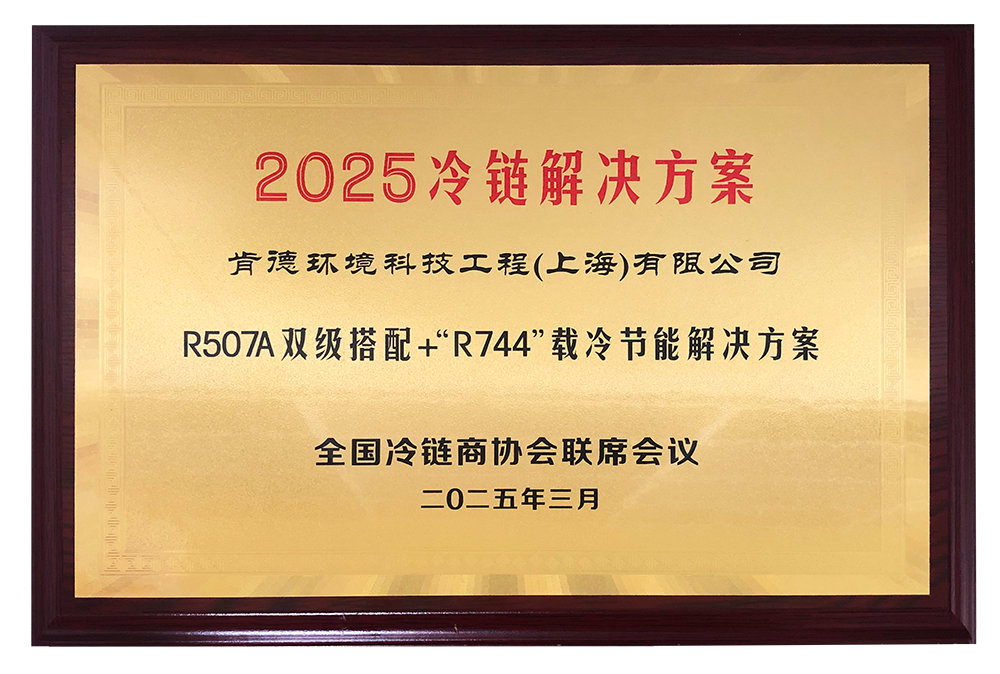 2025冷链解决方案
肯德环境科技工程(上海)有限公司
R507A双级搭配+“R744”载冷节能解决方案
全国冷链商协会联席会议
二〇二五年三月